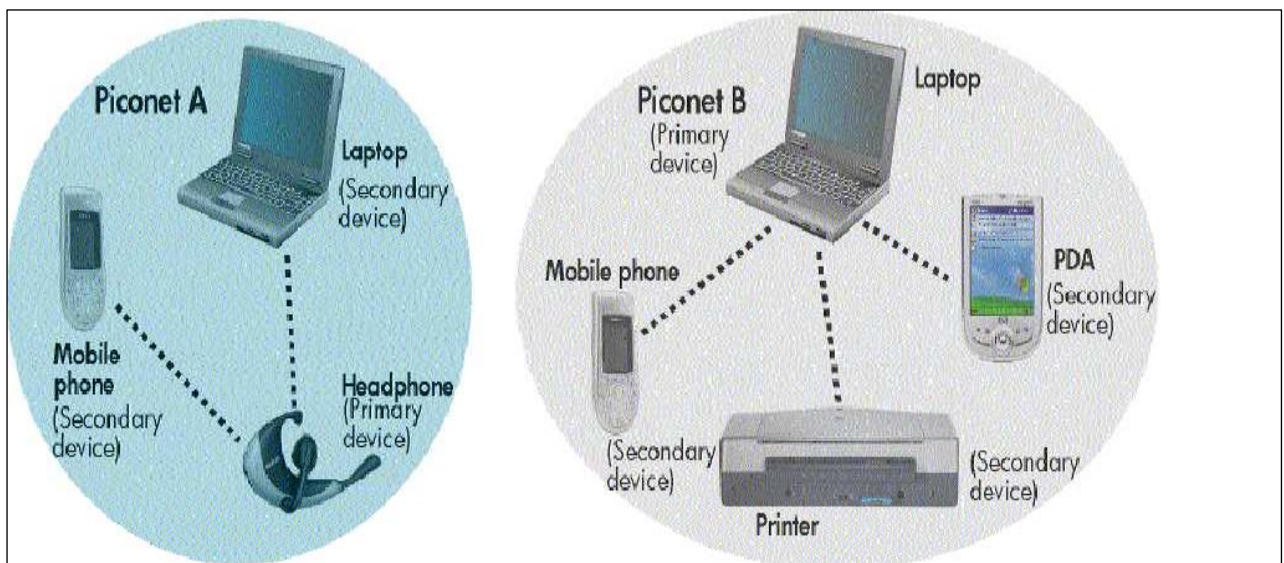 Piconet A
Laptop
(Secondary
device)
Mobile
phone
(Secondary
device)
Headphone
(Primary
device)
Piconet B
(Primary
device)
Laptop
Mobile phone
(Secondary
device)
PDA
(Secondary
device)
(Secondary
device)
Printer